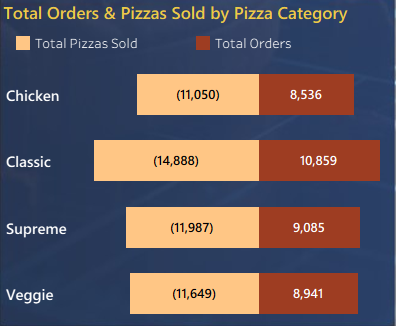 Total Orders & Pizzas Sold by Pizza Category
Total Pizzas Sold Total Orders
Chicken (11,050) 8,536
Classic (14,888) 10,859
Supreme (11,987) 9,085
Veggie (11,649) 8,941